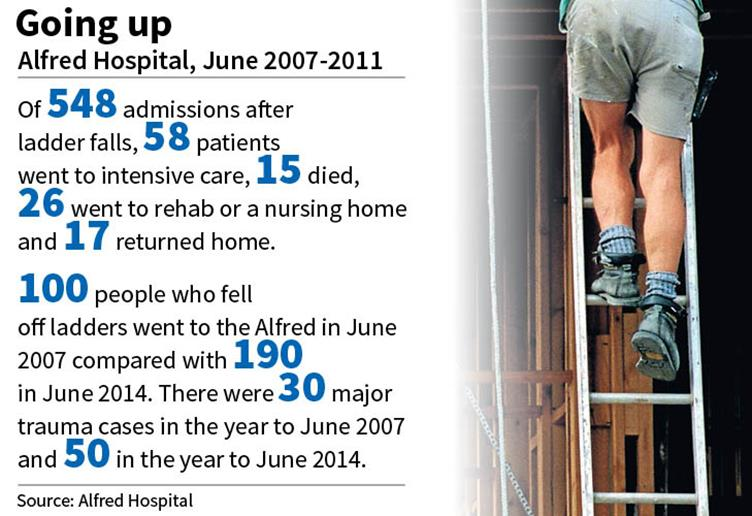 Going up
Alfred Hospital, June 2007-2011
Of 548 admissions after
ladder falls, 58 patients
went to intensive care, 15 died,
26 went to rehab or a nursing home
and 17 returned home.
100 people who fell
off ladders went to the Alfred in June
2007 compared with 190
in June 2014. There were 30 major
trauma cases in the year to June 2007
and 50 in the year to June 2014.
Source: Alfred Hospital